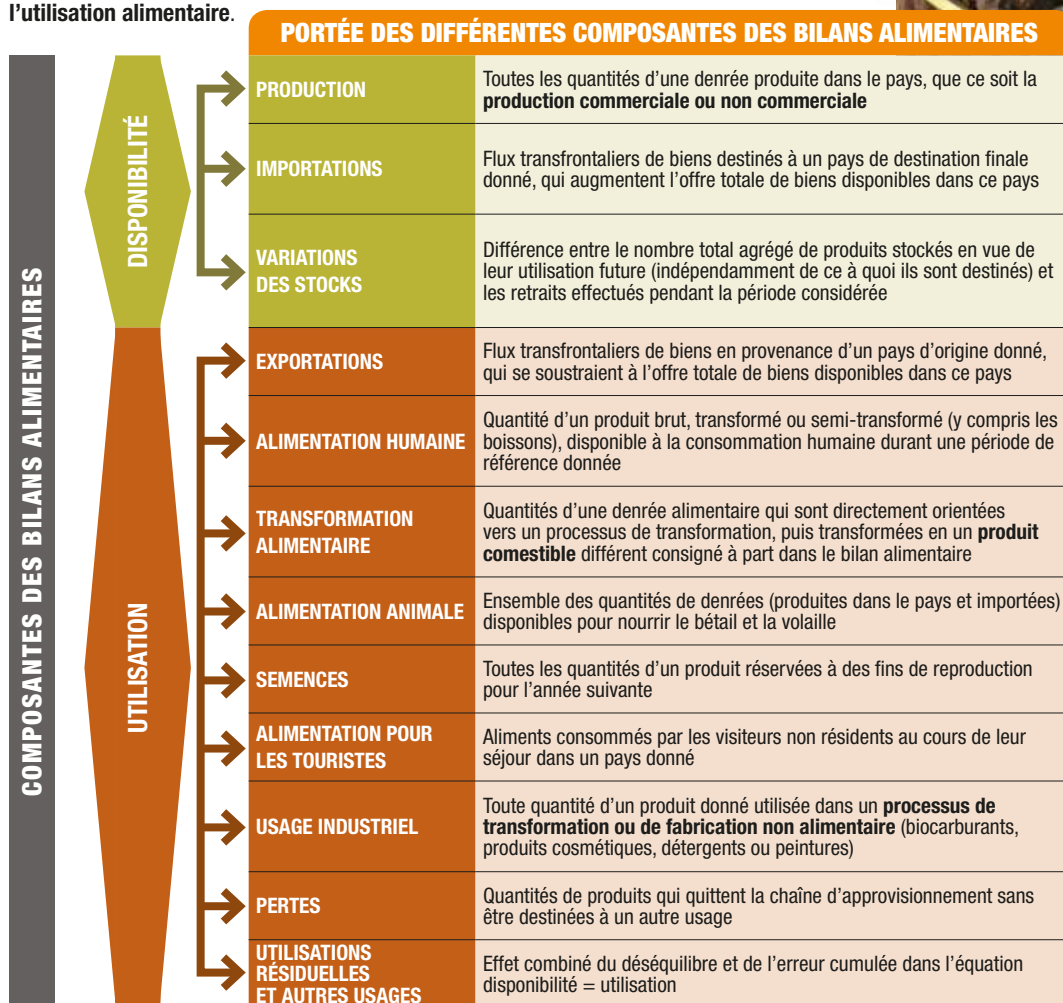 l’utilisation alimentaire.
PORTÉE DES DIFFÉRENTES COMPOSANTES DES BILANS ALIMENTAIRES
COMPOSANTES DES BILANS ALIMENTAIRES
DISPONIBILITÉ
PRODUCTION
Toutes les quantités d’une denrée produite dans le pays, que ce soit la
production commerciale ou non commerciale
IMPORTATIONS
Flux transfrontaliers de biens destinés à un pays de destination finale
donné, qui augmentent l’offre totale de biens disponibles dans ce pays
VARIATIONS
DES STOCKS
Différence entre le nombre total agrégé de produits stockés en vue de
leur utilisation future (indépendamment de ce à quoi ils sont destinés) et
les retraits effectués pendant la période considérée
UTILISATION
EXPORTATIONS
Flux transfrontaliers de biens en provenance d’un pays d’origine donné,
qui se soustraient à l’offre totale de biens disponibles dans ce pays
ALIMENTATION HUMAINE
Quantité d’un produit brut, transformé ou semi-transformé (y compris les
boissons), disponible à la consommation humaine durant une période de
référence donnée
TRANSFORMATION
ALIMENTAIRE
Quantités d’une denrée alimentaire qui sont directement orientées
vers un processus de transformation, puis transformées en un produit
comestible différent consigné à part dans le bilan alimentaire
ALIMENTATION ANIMALE
Ensemble des quantités de denrées (produites dans le pays et importées)
disponibles pour nourrir le bétail et la volaille
SEMENCES
Toutes les quantités d’un produit réservées à des fins de reproduction
pour l’année suivante
ALIMENTATION POUR
LES TOURISTES
Aliments consommés par les visiteurs non résidents au cours de leur
séjour dans un pays donné
USAGE INDUSTRIEL
Toute quantité d’un produit donné utilisée dans un processus de
transformation ou de fabrication non alimentaire (biocarburants,
produits cosmétiques, détergents ou peintures)
PERTES
Quantités de produits qui quittent la chaîne d’approvisionnement sans
être destinées à un autre usage
UTILISATIONS
RÉSIDUELLES
ET AUTRES USAGES
Effet combiné du déséquilibre et de l’erreur cumulée dans l’équation
disponibilité = utilisation